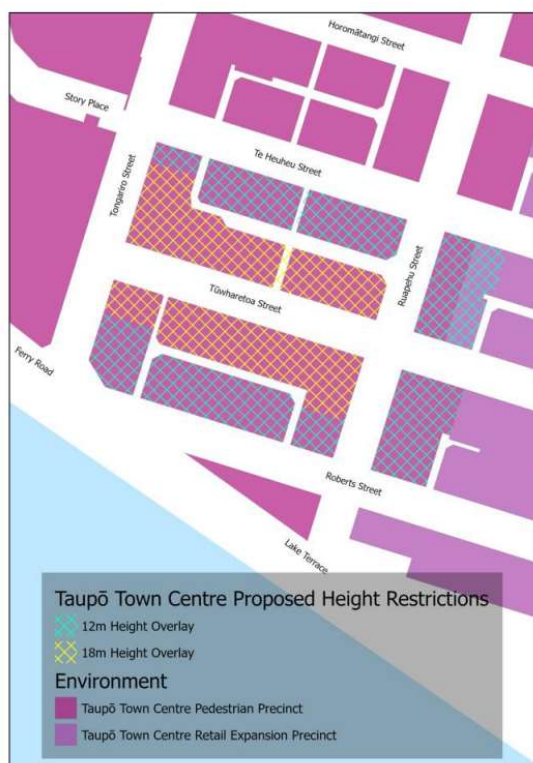 Horomātangi Street
Story Place
Te Heuheu Street
Tongariro Street
Ruapehu Street
Tūwharetoa Street
Ferry Road
Roberts Street
Lake Terrace
Taupō Town Centre Proposed Height Restrictions
12m Height Overlay
18m Height Overlay
Environment
Taupō Town Centre Pedestrian Precinct
Taupō Town Centre Retail Expansion Precinct